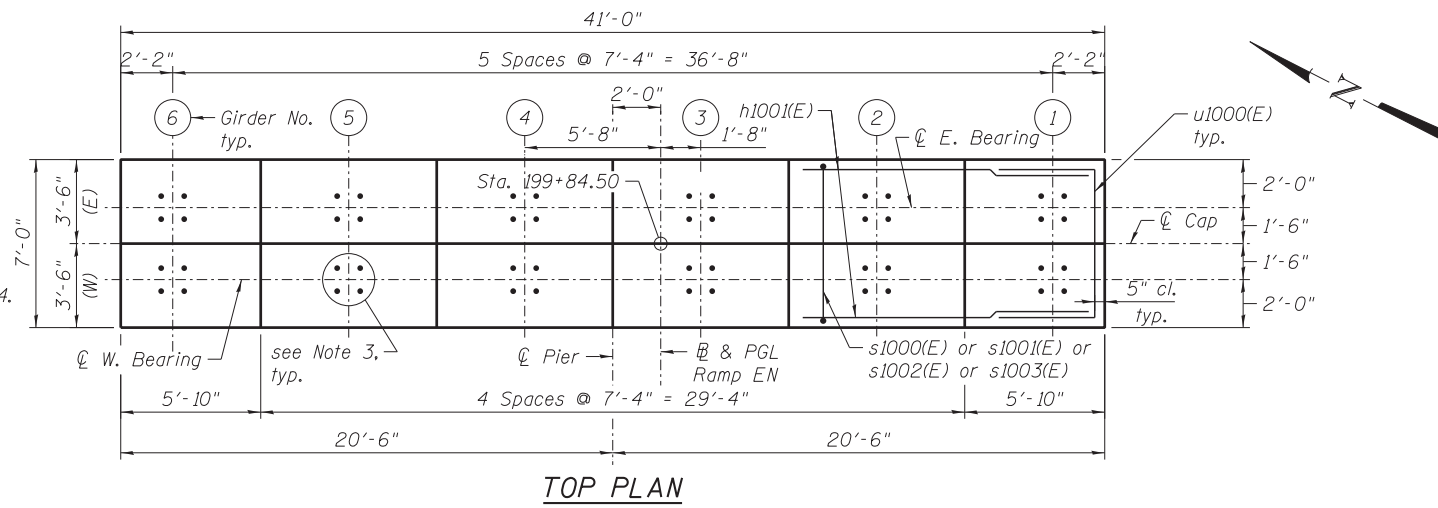 41'-0"
2'-2"
5 Spaces @ 7'-4" = 36'-8"
2'-2"
2'-0"
h1001(E)
N
6
Girder No.
typ.
5
4
5'-8"
3
1'-8"
2
℄ E. Bearing
1
u1000(E)
typ.
7'-0"
3'-6"
(E)
3'-6"
(W)
Sta. 199+84.50
2'-0"
1'-6"
℄ Cap
1'-6"
2'-0"
4.
5" cl.
typ.
℄ W. Bearing
see Note 3,
typ.
℄ Pier
B & PGL
Ramp EN
s1000(E) or s1001(E) or
s1002(E) or s1003(E)
5'-10"
4 Spaces @ 7'-4" = 29'-4"
5'-10"
20'-6"
20'-6"
TOP PLAN